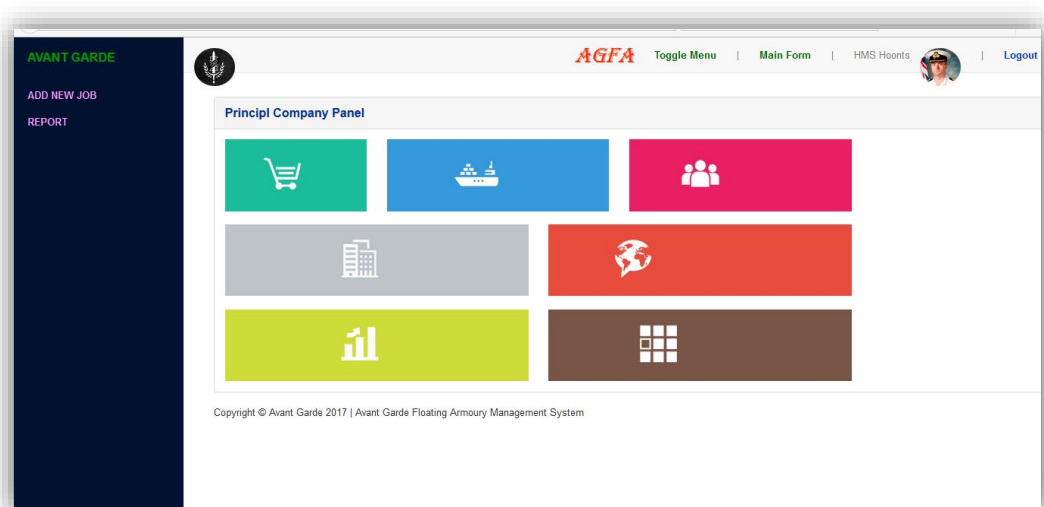 AVANT GARDE
ADD NEW JOB
REPORT
AGFA Toggle Menu | Main Form | HMS Hoonts | Logout
Principl Company Panel
Copyright © Avant Garde 2017 | Avant Garde Floating Armoury Management System